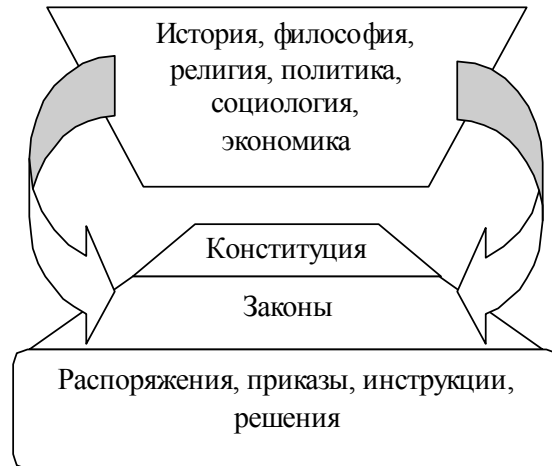 История, философия,
религия, политика,
социология,
экономика
Конституция
Законы
Распоряжения, приказы, инструкции,
решения